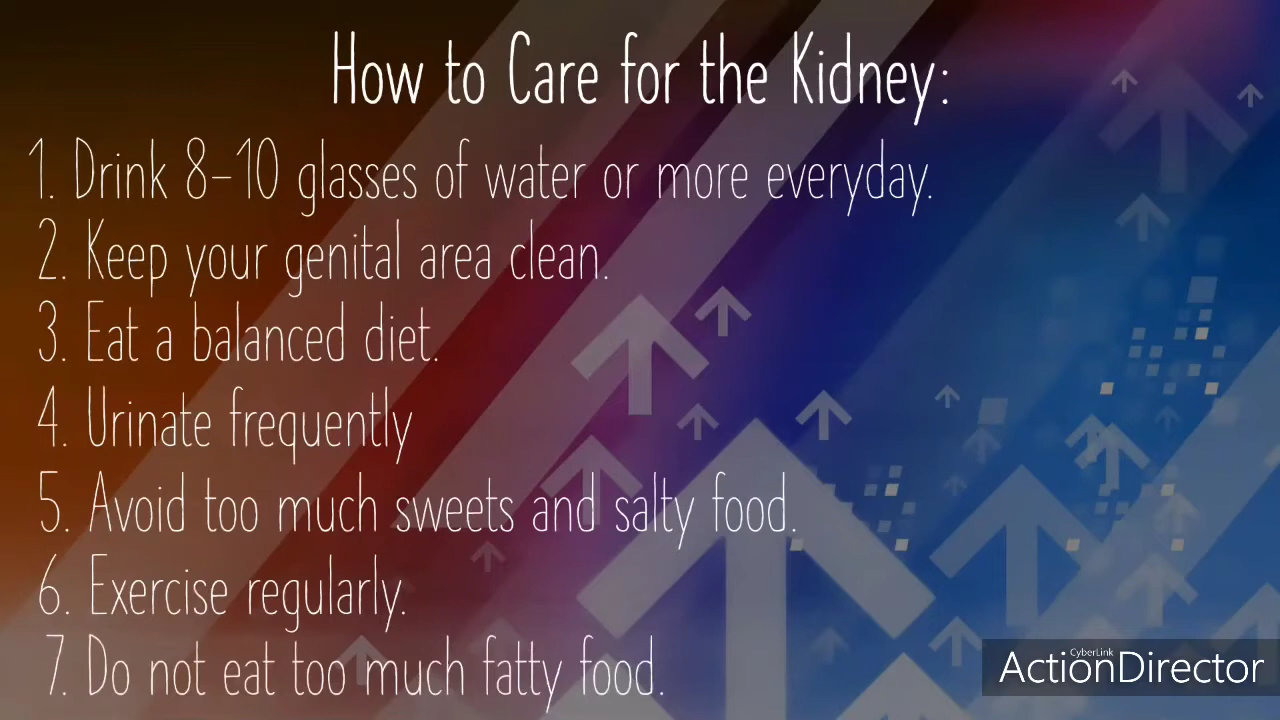 How to Care for the Kidney:
1. Drink 8-10 glasses of water or more everyday.
2. Keep your genital area clean.
3. Eat a balanced diet.
4. Urinate frequently
5. Avoid too much sweets and salty food.
6. Exercise regularly.
7. Do not eat too much fatty food.
CyberLink
ActionDirector